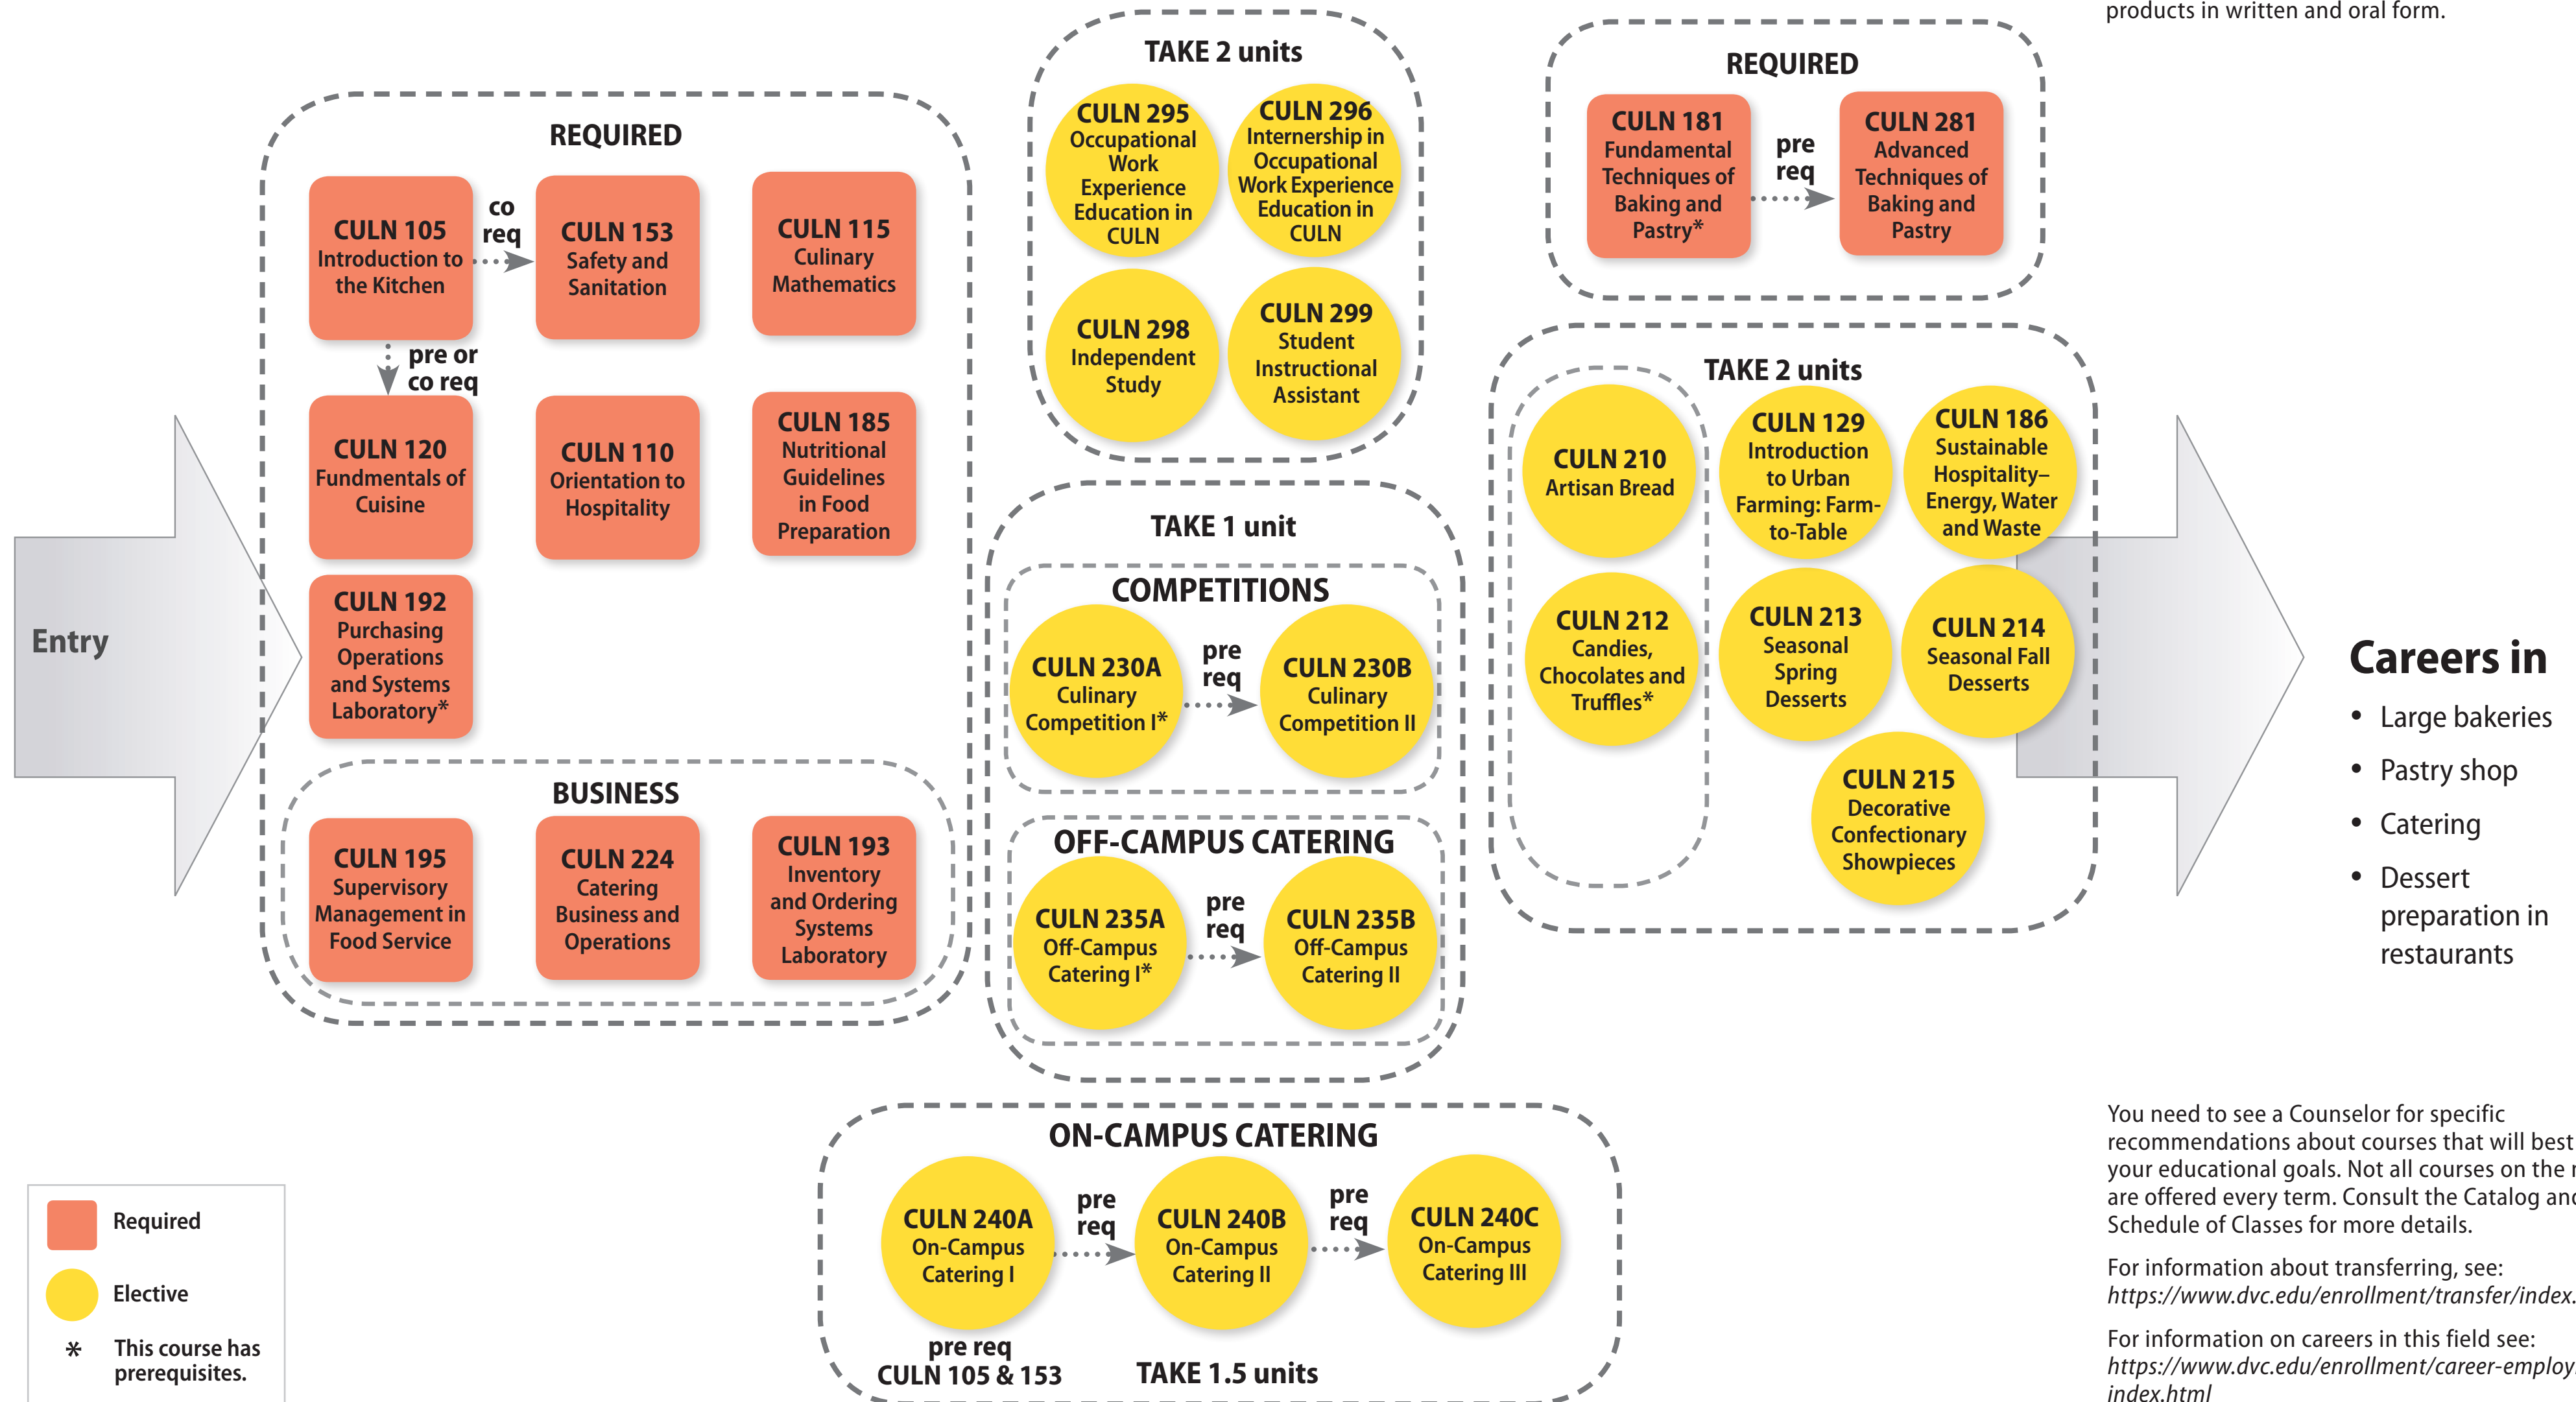 products in written and oral form.
Entry
REQUIRED
CULN 105
Introduction to
the Kitchen
co
req
CULN 153
Safety and
Sanitation
CULN 115
Culinary
Mathematics
pre or
co req
CULN 120
Fundmentals of
Cuisine
CULN 110
Orientation to
Hospitality
CULN 185
Nutritional
Guidelines
in Food
Preparation
CULN 192
Purchasing
Operations
and Systems
Laboratory*
BUSINESS
CULN 195
Supervisory
Management in
Food Service
CULN 224
Catering
Business and
Operations
CULN 193
Inventory
and Ordering
Systems
Laboratory
TAKE 2 units
CULN 295
Occupational
Work
Experience
Education in
CULN
CULN 296
Internership in
Occupational
Work Experience
Education in
CULN
CULN 298
Independent
Study
CULN 299
Student
Instructional
Assistant
TAKE 1 unit
COMPETITIONS
CULN 230A
Culinary
Competition I*
pre
req
CULN 230B
Culinary
Competition II
OFF-CAMPUS CATERING
CULN 235A
Off-Campus
Catering I*
pre
req
CULN 235B
Off-Campus
Catering II
REQUIRED
CULN 181
Fundamental
Techniques of
Baking and
Pastry*
pre
req
CULN 281
Advanced
Techniques of
Baking and
Pastry
TAKE 2 units
CULN 210
Artisan Bread
CULN 129
Introduction
to Urban
Farming: Farm-
to-Table
CULN 186
Sustainable
Hospitality–
Energy, Water
and Waste
CULN 212
Candies,
Chocolates and
Truffles*
CULN 213
Seasonal
Spring
Desserts
CULN 214
Seasonal Fall
Desserts
CULN 215
Decorative
Confectionary
Showpieces
Careers in
• Large bakeries
• Pastry shop
• Catering
• Dessert
preparation in
restaurants
ON-CAMPUS CATERING
CULN 240A
On-Campus
Catering I
pre
req
CULN 240B
On-Campus
Catering II
pre
req
CULN 240C
On-Campus
Catering III
pre req
CULN 105 & 153
TAKE 1.5 units
Required
Elective
* This course has
prerequisites.
You need to see a Counselor for specific
recommendations about courses that will best
your educational goals. Not all courses on the
are offered every term. Consult the Catalog and
Schedule of Classes for more details.
For information about transferring, see:
https://www.dvc.edu/enrollment/transfer/index.
For information on careers in this field see:
https://www.dvc.edu/enrollment/career-employ
index.html